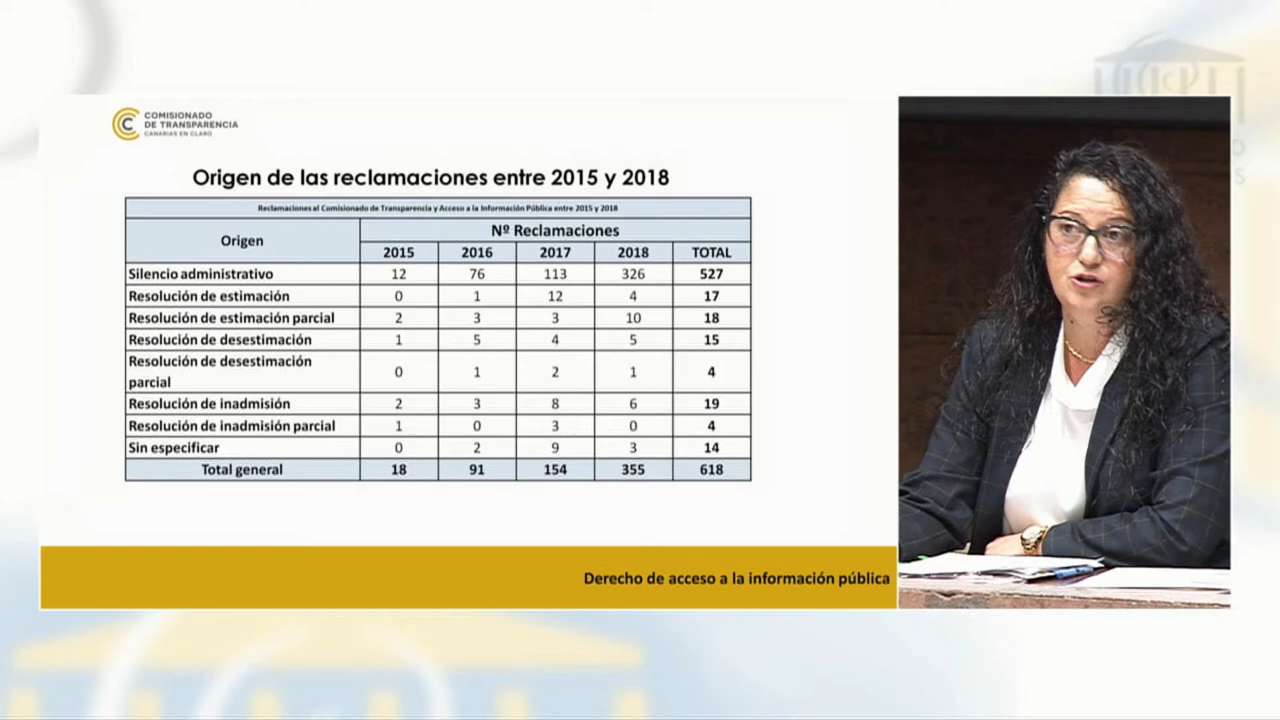 COMISIONADO
DE TRANSPARENCIA
CANARIAS EN CLARO
Origen de las reclamaciones entre 2015 y 2018
Reclamaciones al Comisionado de Transparencia y Acceso a la Información Pública entre 2015 y 2018
Origen Nº Reclamaciones
2015 2016 2017 2018 TOTAL
Silencio administrativo 12 76 113 326 527
Resolución de estimación 0 1 12 4 17
Resolución de estimación parcial 2 3 3 10 18
Resolución de desestimación 1 5 4 5 15
Resolución de desestimación
parcial 0 1 2 1 4
Resolución de inadmisión 2 3 8 6 19
Resolución de inadmisión parcial 1 0 3 0 4
Sin especificar 0 2 9 3 14
Total general 18 91 154 355 618
Derecho de acceso a la información pública